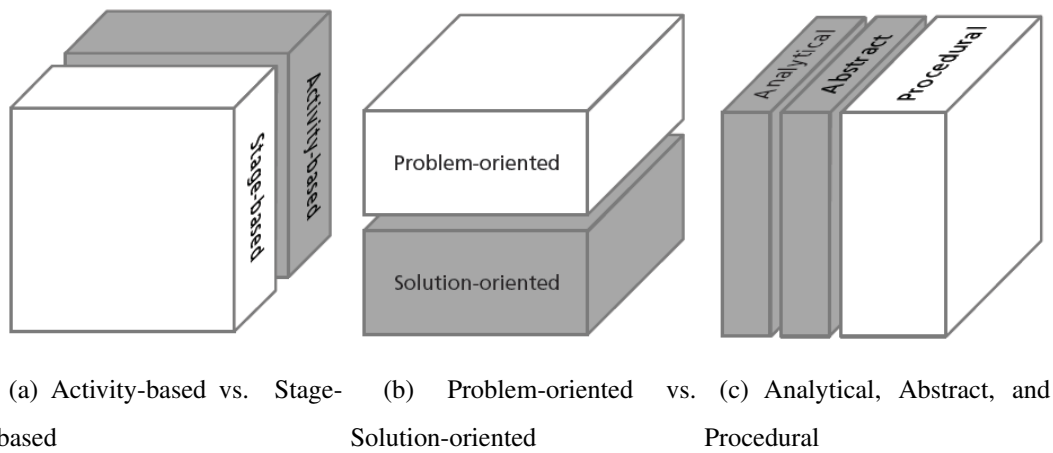 Activity-based
Stage-based
Problem-oriented
Solution-oriented
Analytical
Abstract
Procedural
(a) Activity-based vs. Stage-
based
(b) Problem-oriented vs.
Solution-oriented
(c) Analytical, Abstract, and
Procedural